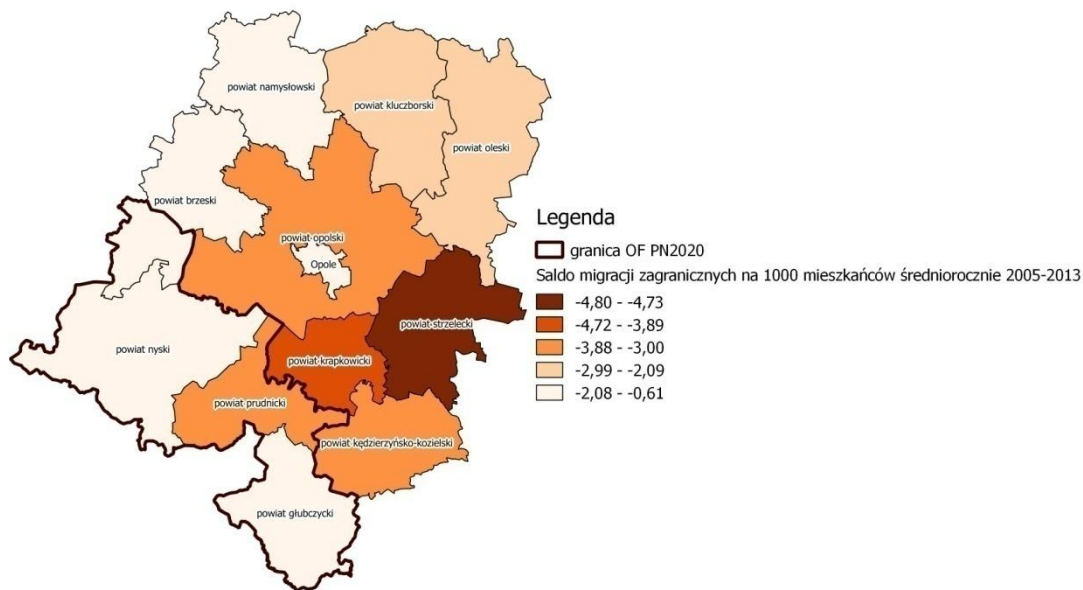 powiat namysłowski
powiat kluczborski
powiat oleski
powiat brzeski
powiat opolski
Opole
powiat strzelecki
powiat nyski
powiat krapkowicki
powiat prudnicki
powiat kędzierzyńsko-kozielski
powiat głubczycki
Legenda
granica OF PN2020
Saldo migracji zagranicznych na 1000 mieszkańców średniorocznie 2005-2013
-4,80 - -4,73
-4,72 - -3,89
-3,88 - -3,00
-2,99 - -2,09
-2,08 - -0,61